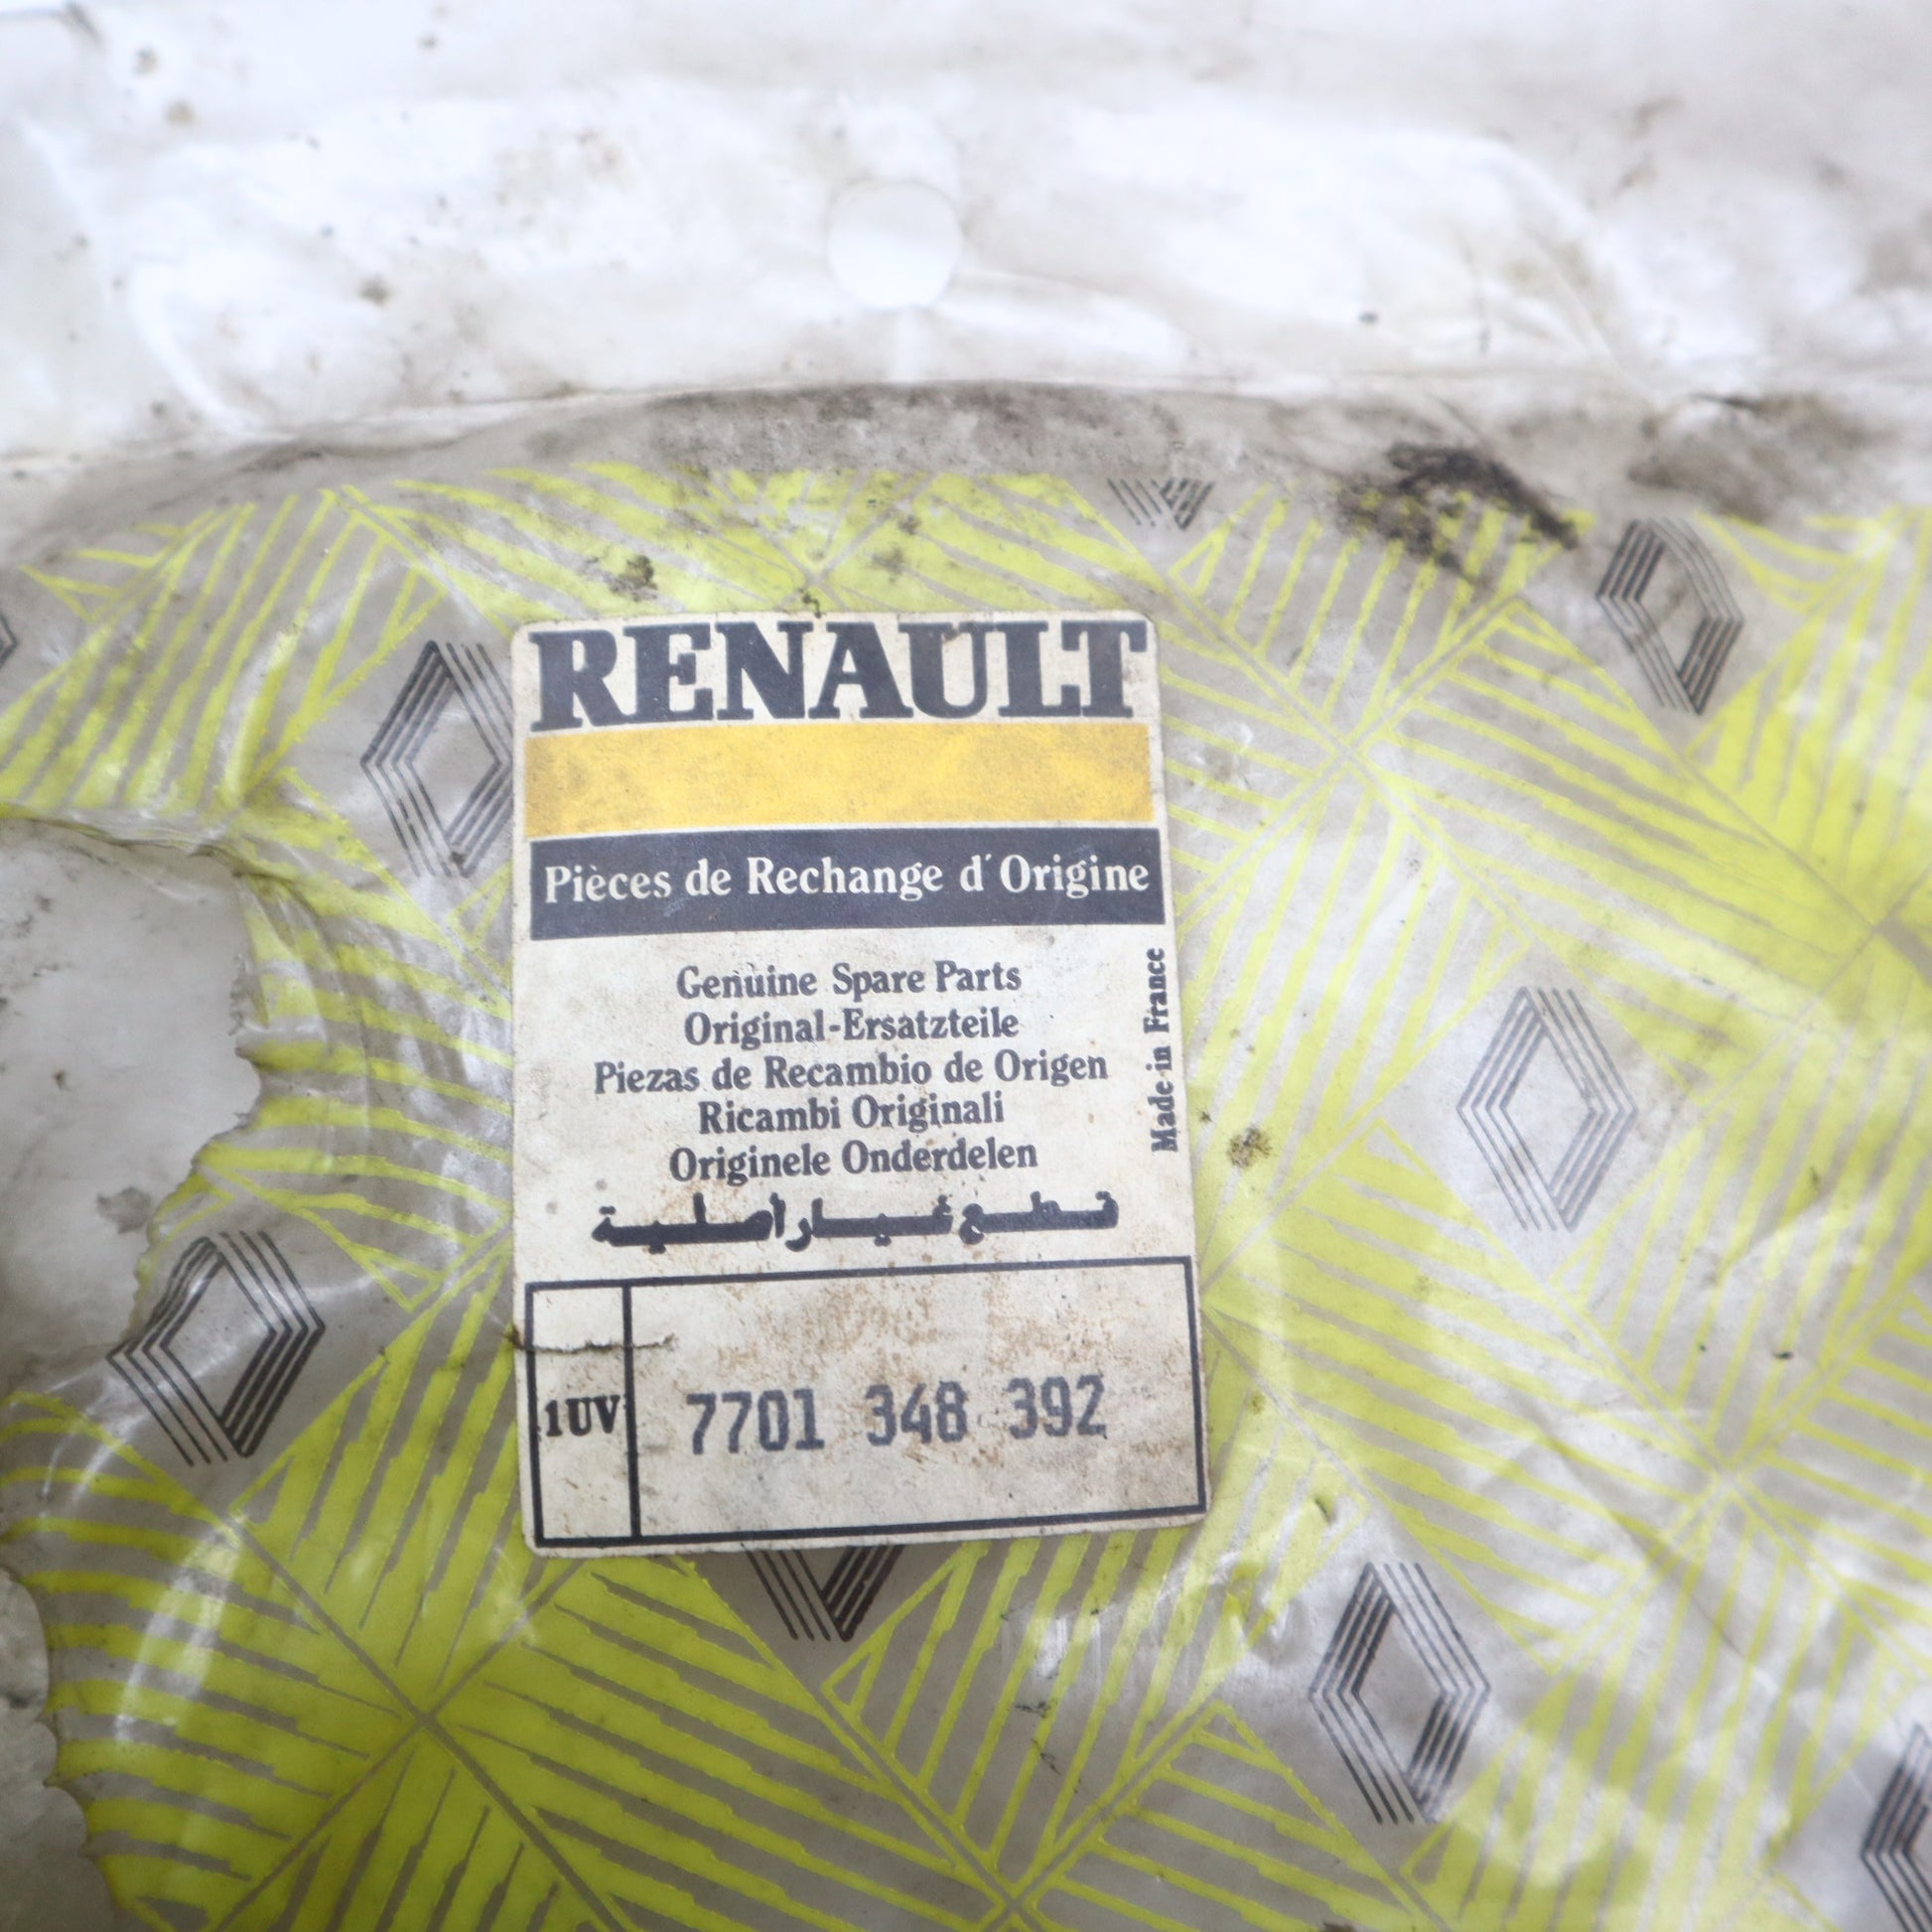 RENAULT
Pièces de Rechange d'Origine
Genuine Spare Parts
Original-Ersatzteile
Piezas de Recambio de Origen
Ricambi Originali
Originele Onderdelen
قطع غيار أصلية
Made in France
1UV
7701 348 392